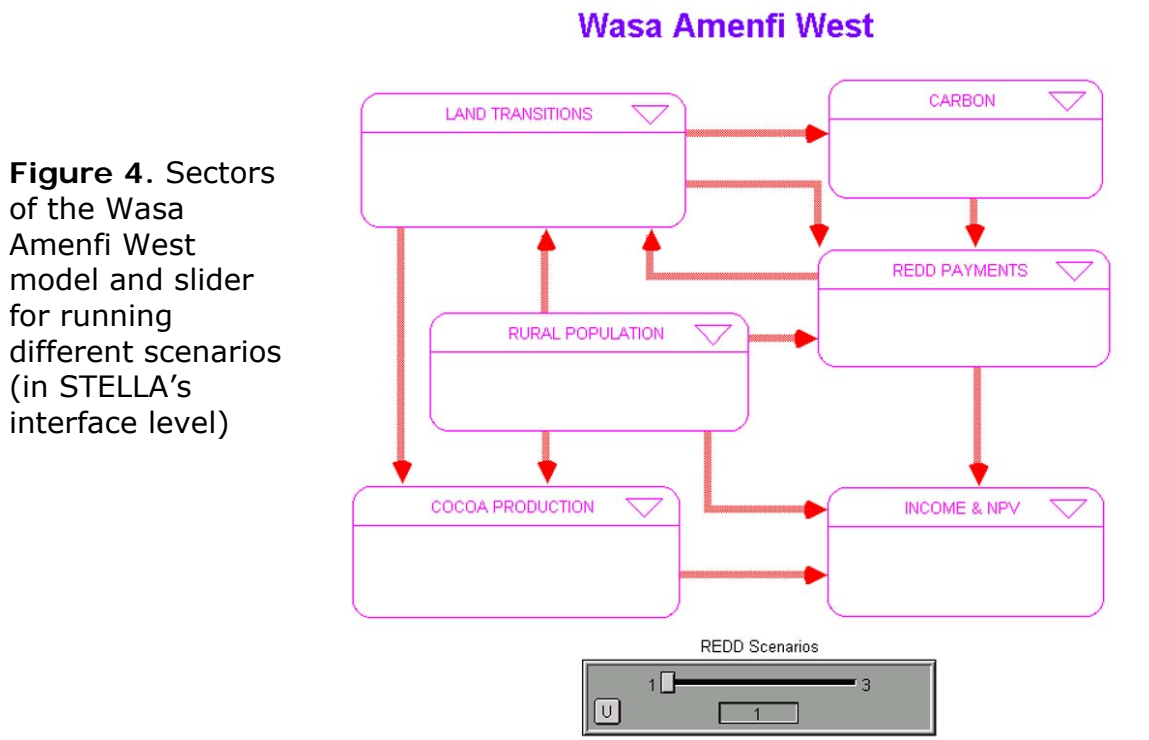 Wasa Amenfi West
Figure 4. Sectors
of the Wasa
Amenfi West
model and slider
for running
different scenarios
(in STELLA’s
interface level)
LAND TRANSITIONS
CARBON
REDD PAYMENTS
RURAL POPULATION
COCOA PRODUCTION
INCOME & NPV
REDD Scenarios
1 3
U 1